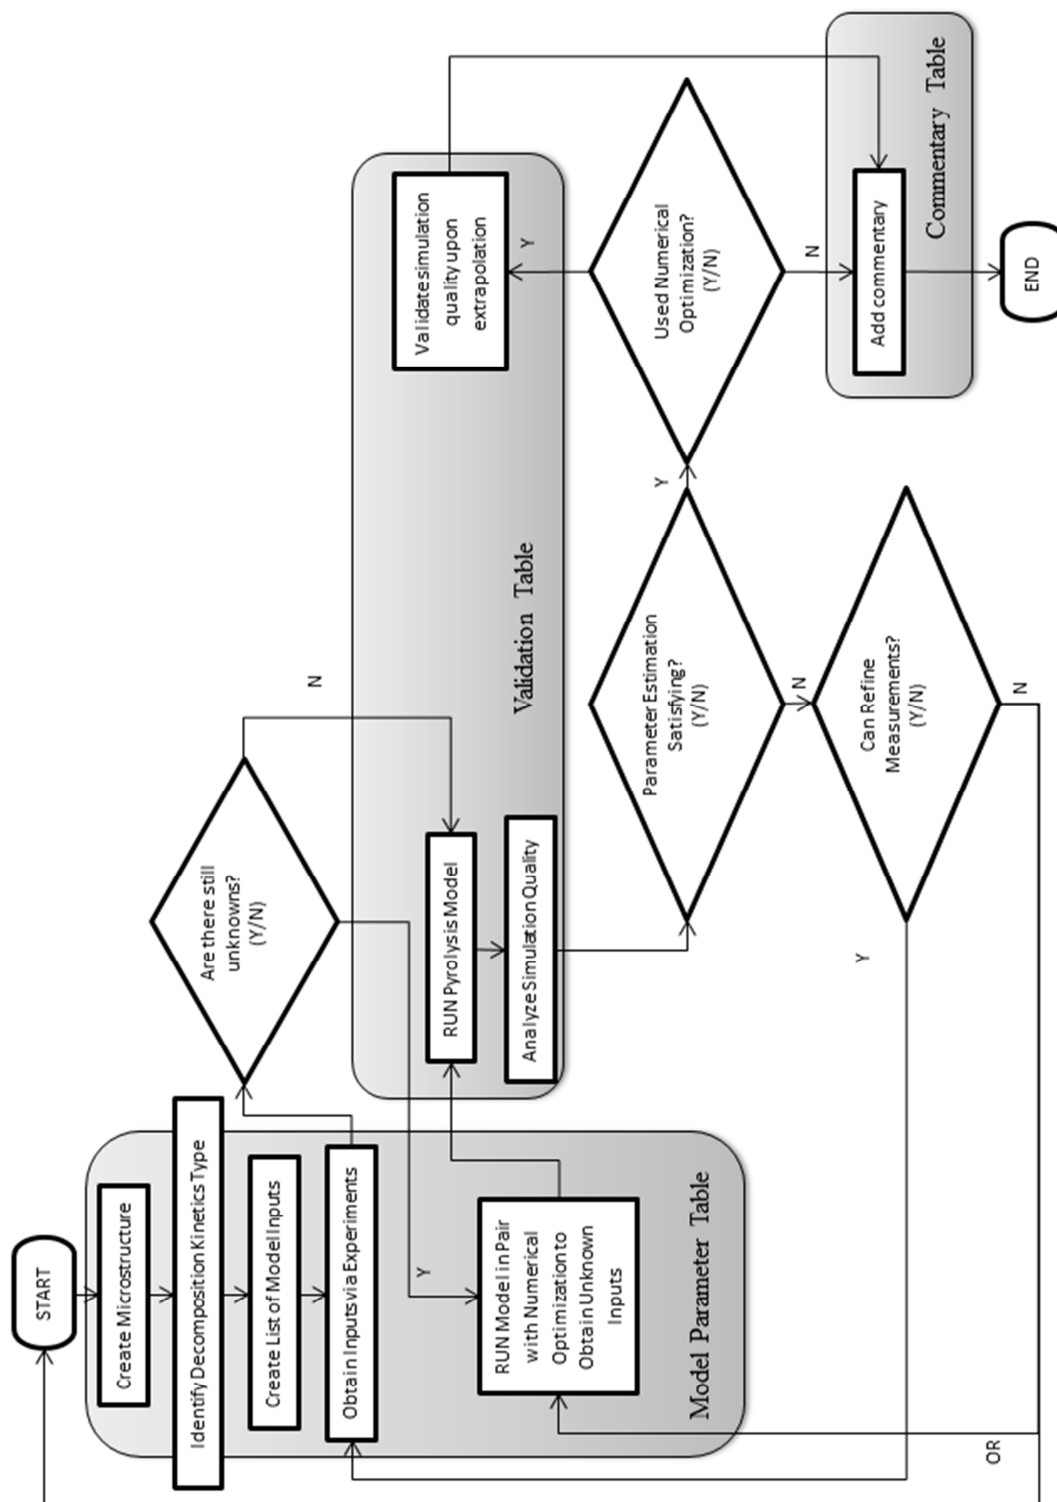 START
Create Microstructure
Identify Decomposition Kinetics Type
Create List of Model Inputs
Obtain Inputs via Experiments
Are there still
unknowns?
(Y/N)
Y
N
RUN Model in Pair
with Numerical
Optimization to
Obtain Unknown
Inputs
Model Parameter Table
RUN Pyrolysis Model
Analyze Simulation Quality
Validation Table
Validate simulation
quality upon
extrapolation
Y
Parameter Estimation
Satisfying?
(Y/N)
Y
N
Used Numerical
Optimization?
(Y/N)
N
Can Refine
Measurements?
(Y/N)
Y
N
OR
Add commentary
Commentary Table
END